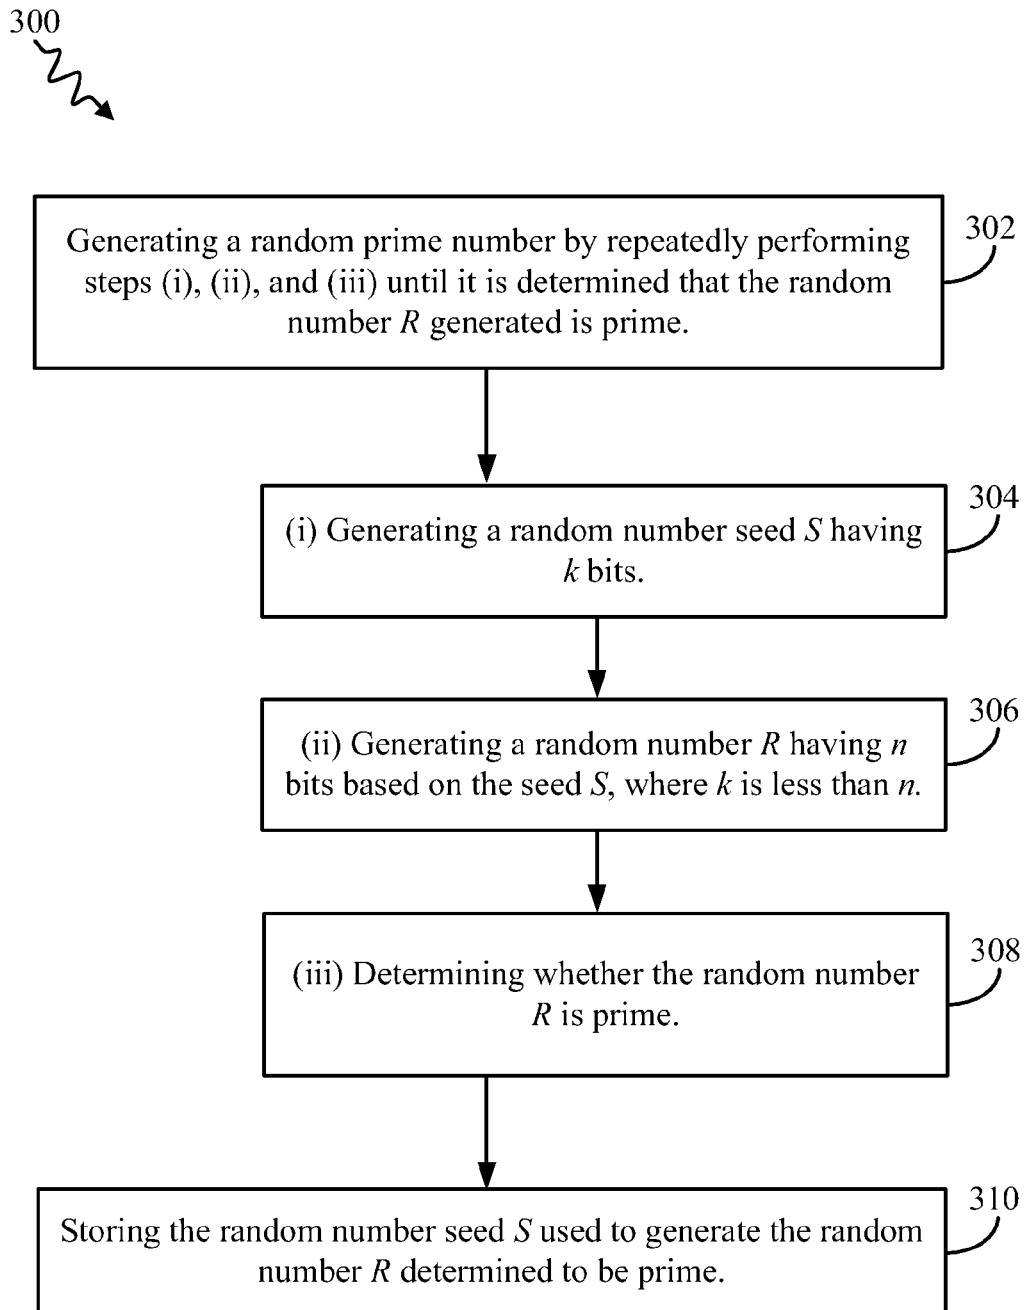 300
302
Generating a random prime number by repeatedly performing
steps (i), (ii), and (iii) until it is determined that the random
number R generated is prime.
304
(i) Generating a random number seed S having
k bits.
306
(ii) Generating a random number R having n
bits based on the seed S, where k is less than n.
308
(iii) Determining whether the random number
R is prime.
310
Storing the random number seed S used to generate the random
number R determined to be prime.